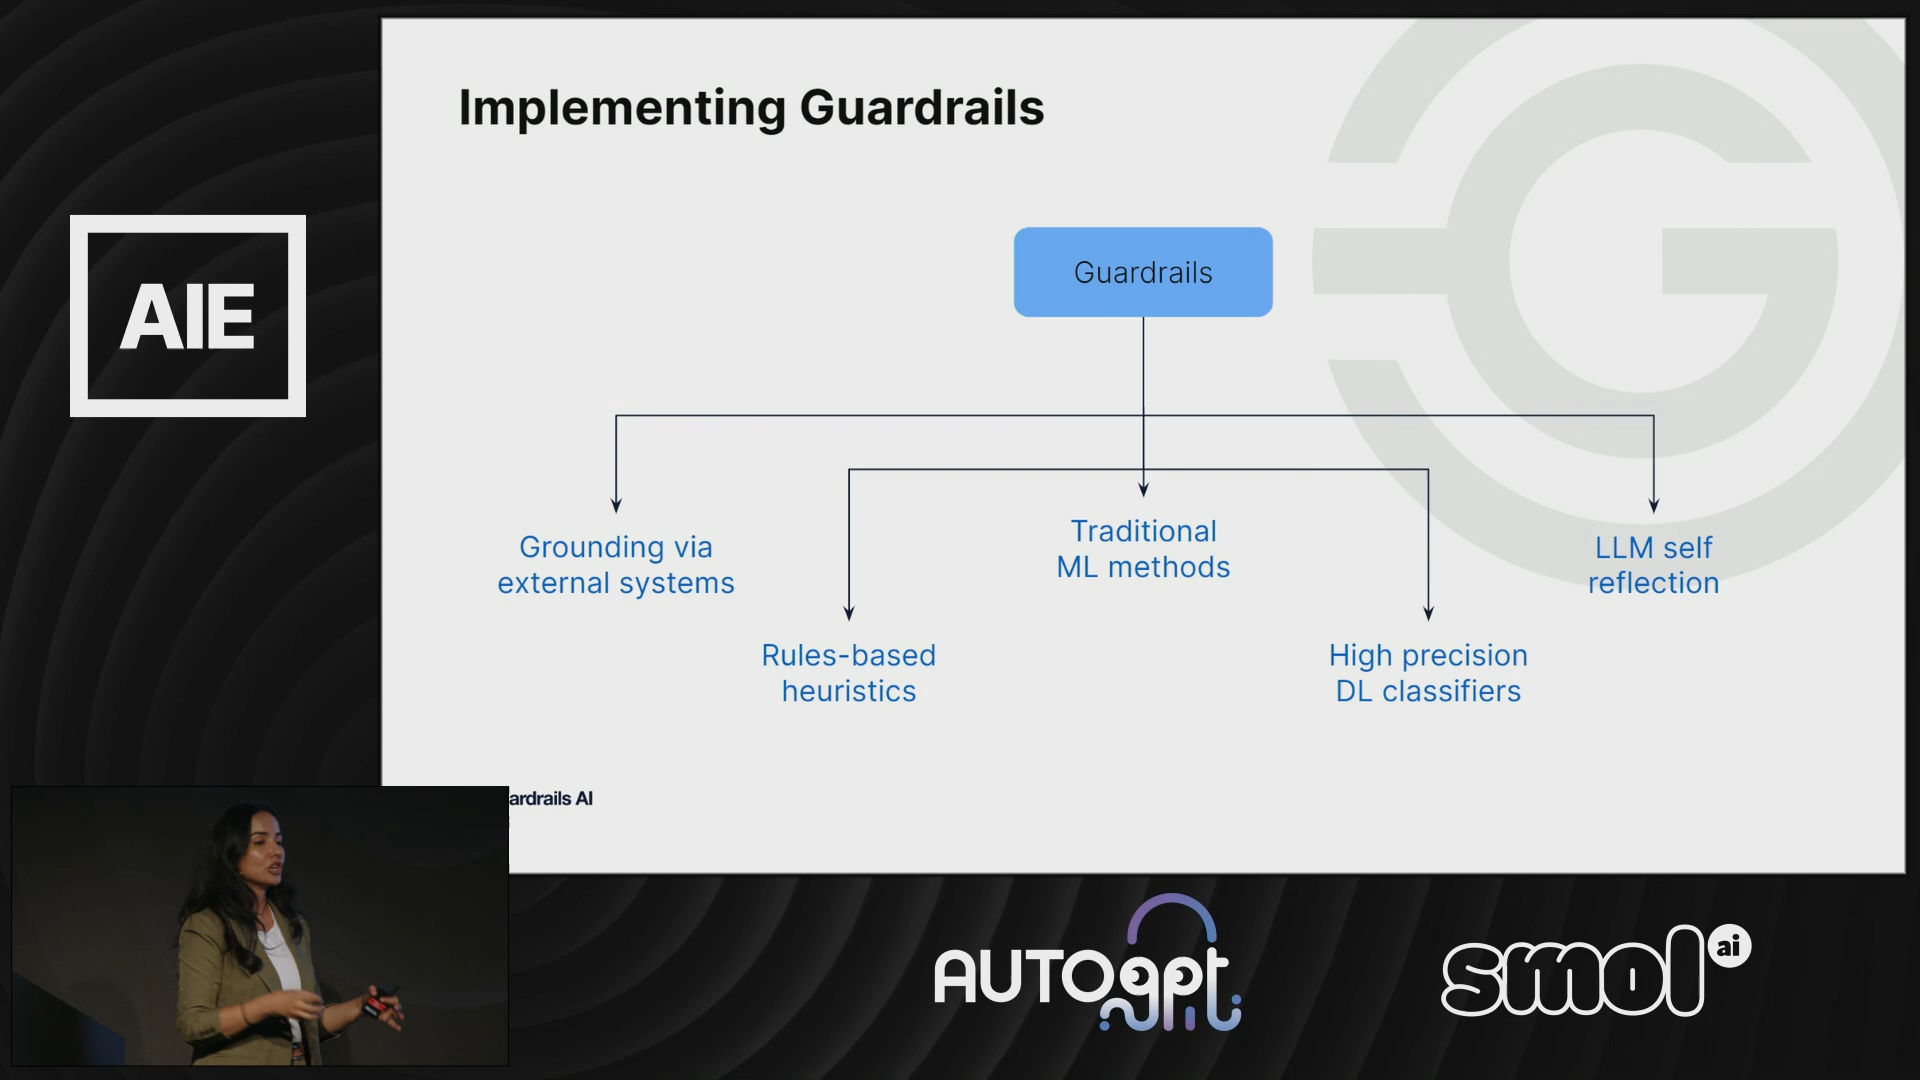 Implementing Guardrails
AIE
Guardrails
Grounding via
external systems
Rules-based
heuristics
Traditional
ML methods
High precision
DL classifiers
LLM self
reflection
ardrails AI
AUTOgpt
smol ai